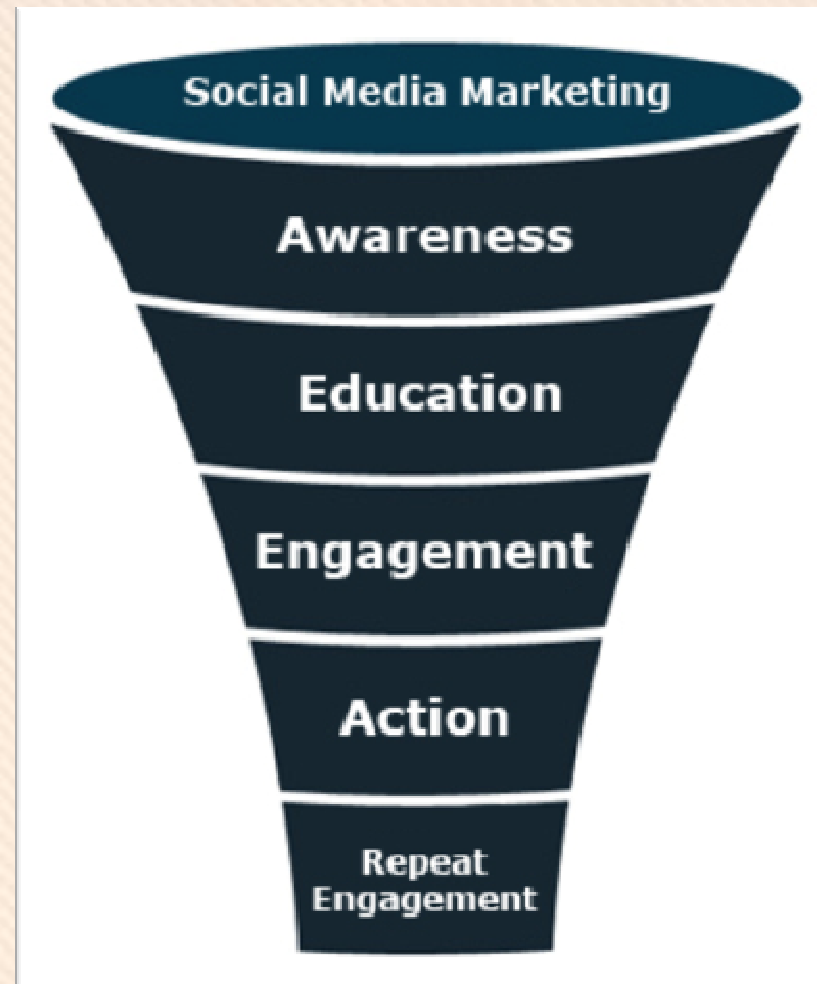 Social Media Marketing
Awareness
Education
Engagement
Action
Repeat
Engagement